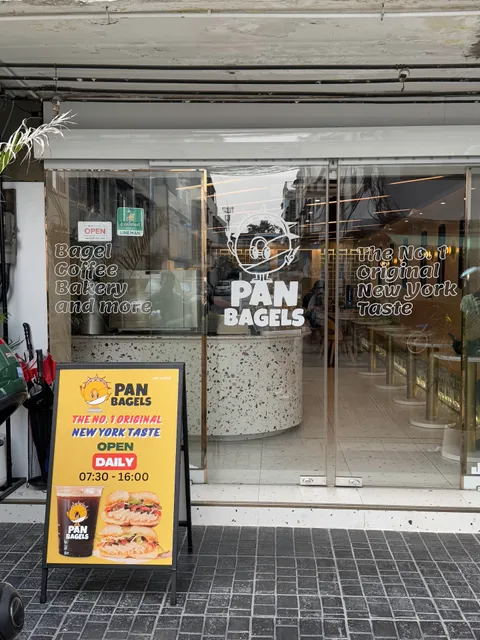 OPEN
LINEMAN
Bagel
Coffee
Bakery
and more
PAN
BAGELS
The No.1
Original
New York
Taste
PAN
BAGELS
THE NO.1 ORIGINAL
NEW YORK TASTE
OPEN
DAILY
07:30 - 16:00
PAN
BAGELS